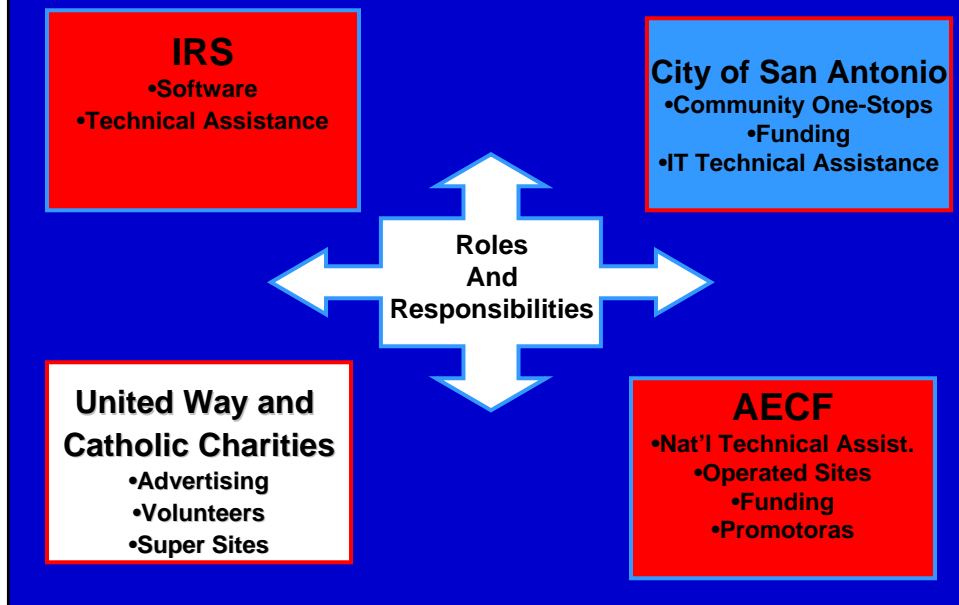 IRS
•Software
•Technical Assistance
City of San Antonio
•Community One-Stops
•Funding
•IT Technical Assistance
Roles
And
Responsibilities
United Way and
Catholic Charities
•Advertising
•Volunteers
•Super Sites
AECF
•Nat’l Technical Assist.
•Operated Sites
•Funding
•Promotoras